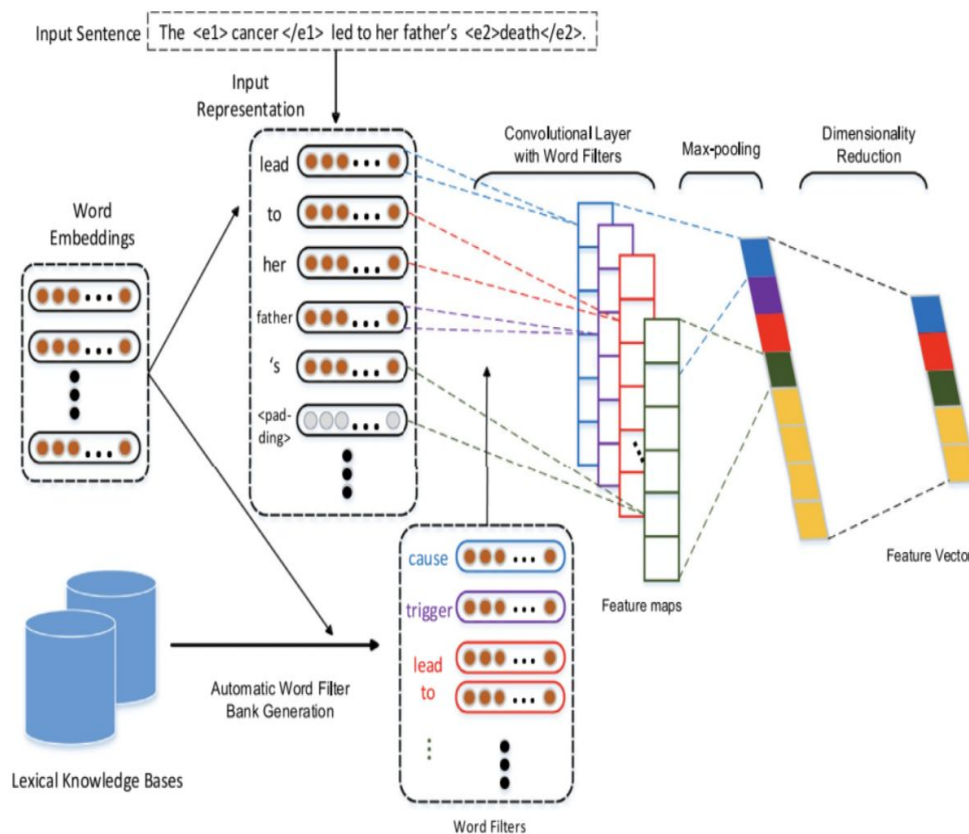 Input Sentence
The <e1> cancer </e1> led to her father's <e2>death</e2>.
Input
Representation
Convolutional Layer
with Word Filters
Max-pooling
Dimensionality
Reduction
Word
Embeddings
lead
to
her
father
's
<pad-
ding>
cause
trigger
lead
to
Feature maps
Feature Vector
Automatic Word Filter
Bank Generation
Lexical Knowledge Bases
Word Filters